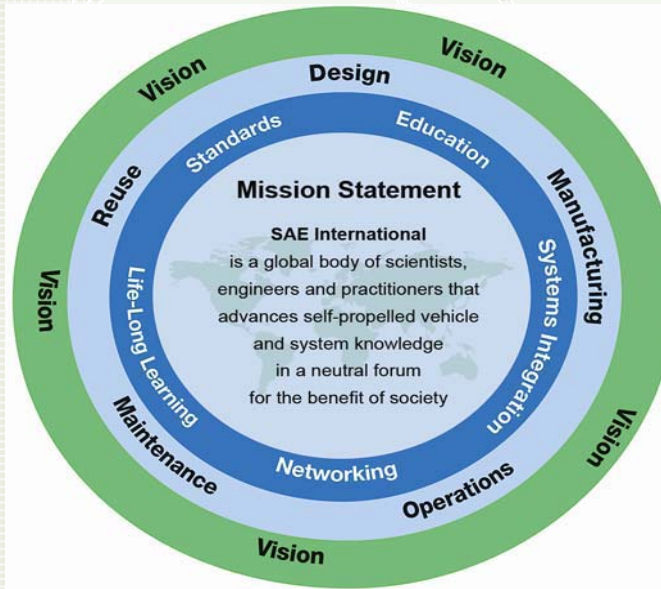 Vision
Vision
Vision
Vision
Vision
Design
Manufacturing
Operations
Maintenance
Reuse
Standards
Education
Systems Integration
Networking
Life-Long Learning
Mission Statement
SAE International
is a global body of scientists,
engineers and practitioners that
advances self-propelled vehicle
and system knowledge
in a neutral forum
for the benefit of society